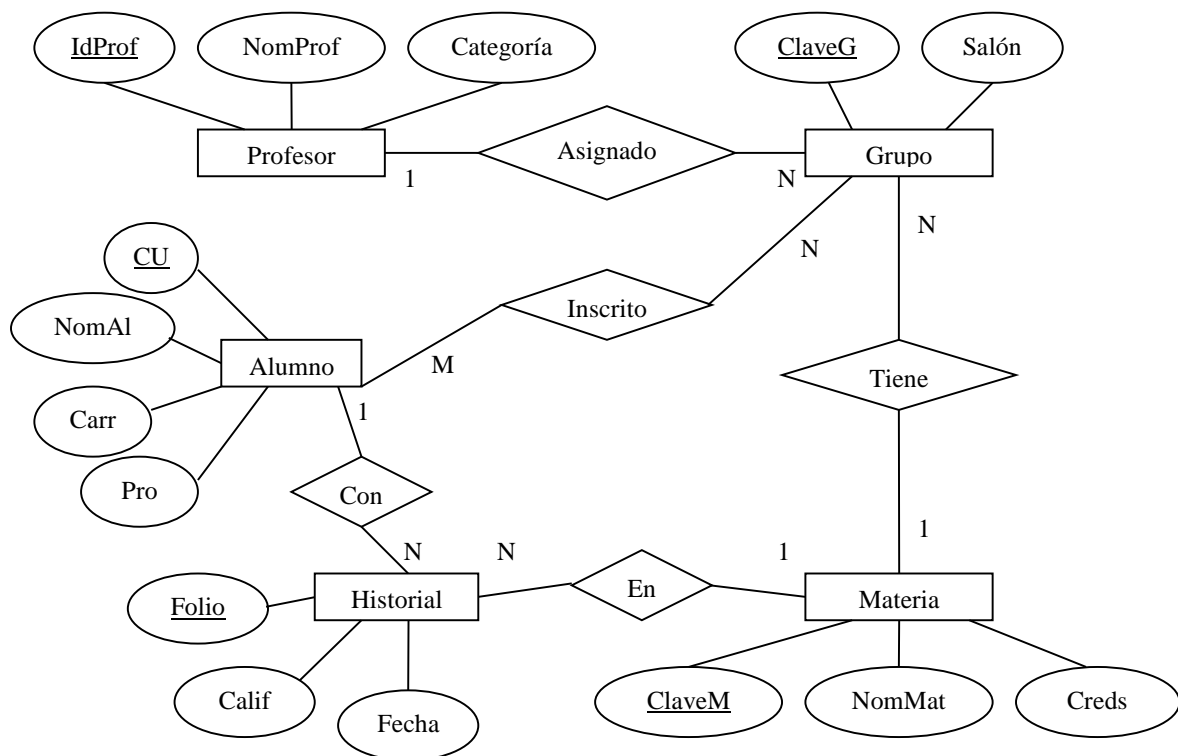 IdProf
NomProf
Categoría
ClaveG
Salón
Profesor
Asignado
Grupo
1
N
N
CU
N
Inscrito
NomAl
Alumno
M
Tiene
Carr
1
Pro
Con
1
N
N
1
En
Folio
Historial
Materia
Calif
Fecha
ClaveM
NomMat
Creds